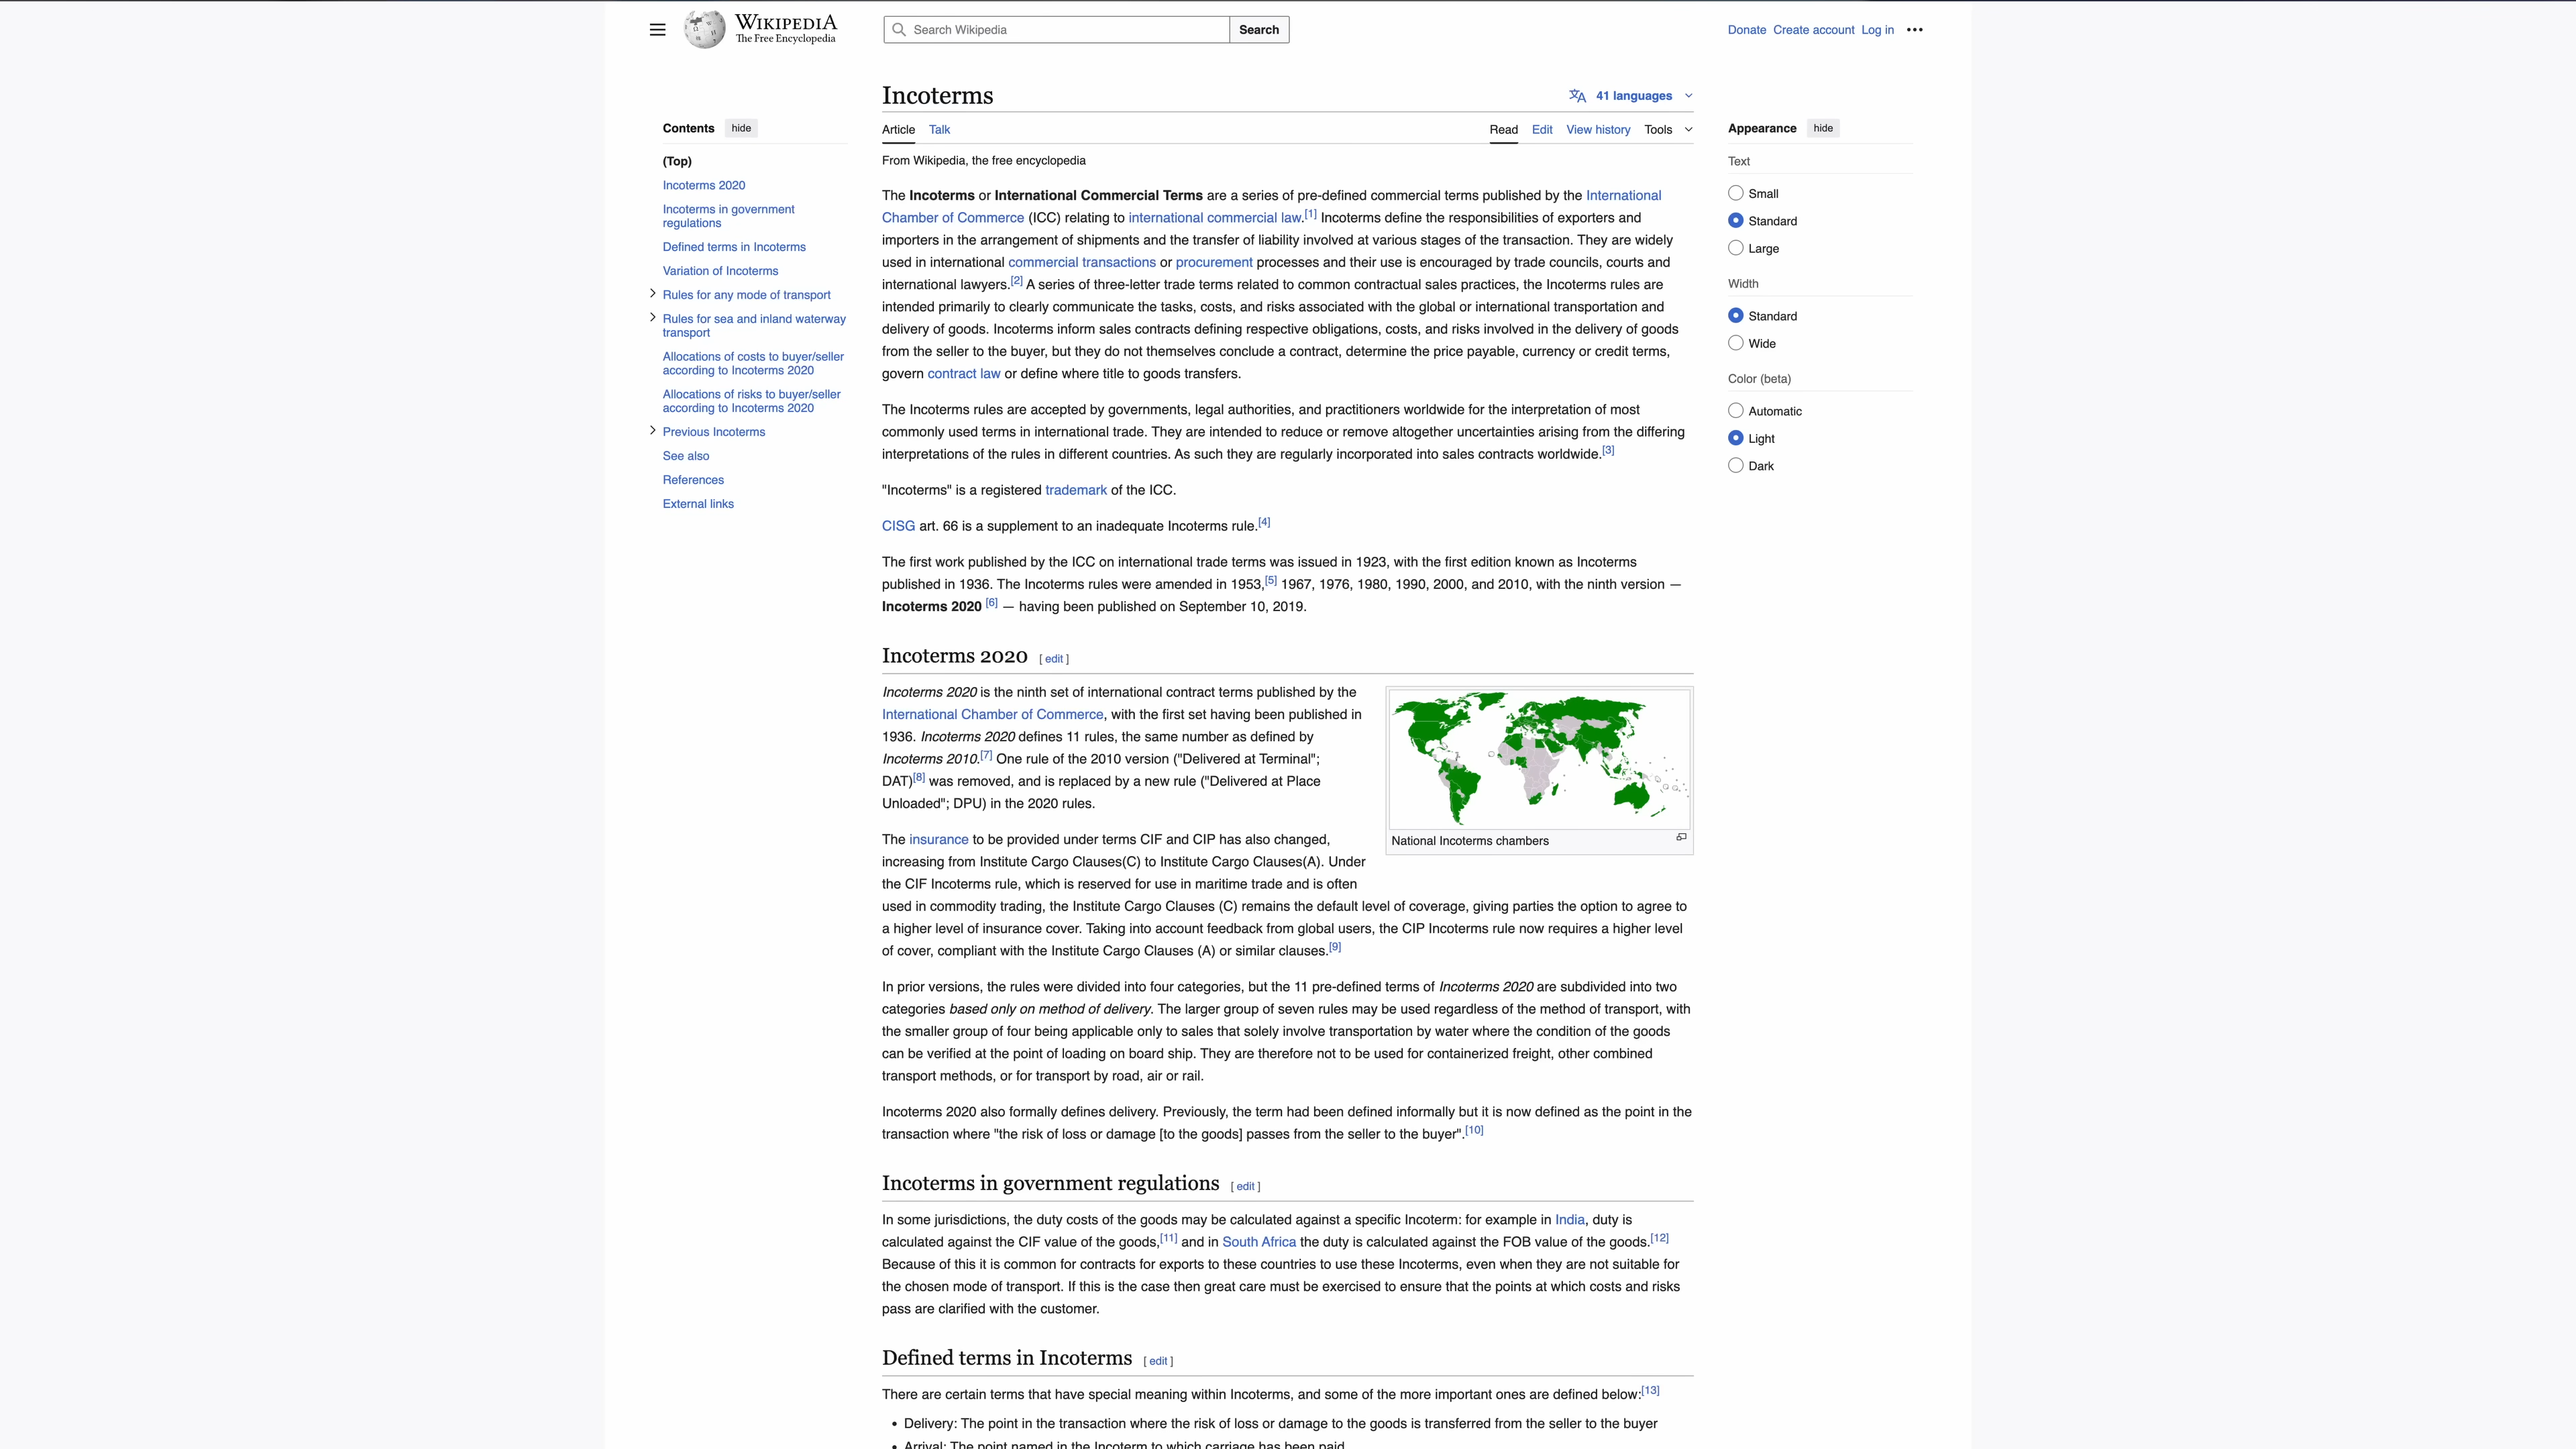 WIKIPEDIA
The Free Encyclopedia
Search Wikipedia
Search
Donate Create account Log in
Contents hide
(Top)
Incoterms 2020
Incoterms in government
regulations
Defined terms in Incoterms
Variation of Incoterms
Rules for any mode of transport
Rules for sea and inland waterway
transport
Allocations of costs to buyer/seller
according to Incoterms 2020
Allocations of risks to buyer/seller
according to Incoterms 2020
Previous Incoterms
See also
References
External links
Incoterms
41 languages
Article Talk
Read Edit View history Tools
From Wikipedia, the free encyclopedia
The Incoterms or International Commercial Terms are a series of pre-defined commercial terms published by the International
Chamber of Commerce (ICC) relating to international commercial law.[1] Incoterms define the responsibilities of exporters and
importers in the arrangement of shipments and the transfer of liability involved at various stages of the transaction. They are widely
used in international commercial transactions or procurement processes and their use is encouraged by trade councils, courts and
international lawyers.[2] A series of three-letter trade terms related to common contractual sales practices, the Incoterms rules are
intended primarily to clearly communicate the tasks, costs, and risks associated with the global or international transportation and
delivery of goods. Incoterms inform sales contracts defining respective obligations, costs, and risks involved in the delivery of goods
from the seller to the buyer, but they do not themselves conclude a contract, determine the price payable, currency or credit terms,
govern contract law or define where title to goods transfers.
The Incoterms rules are accepted by governments, legal authorities, and practitioners worldwide for the interpretation of most
commonly used terms in international trade. They are intended to reduce or remove altogether uncertainties arising from the differing
interpretations of the rules in different countries. As such they are regularly incorporated into sales contracts worldwide.[3]
"Incoterms" is a registered trademark of the ICC.
CISG art. 66 is a supplement to an inadequate Incoterms rule.[4]
The first work published by the ICC on international trade terms was issued in 1923, with the first edition known as Incoterms
published in 1936. The Incoterms rules were amended in 1953,[5] 1967, 1976, 1980, 1990, 2000, and 2010, with the ninth version —
Incoterms 2020 [6] — having been published on September 10, 2019.
Incoterms 2020 [ edit ]
Incoterms 2020 is the ninth set of international contract terms published by the
International Chamber of Commerce, with the first set having been published in
1936. Incoterms 2020 defines 11 rules, the same number as defined by
Incoterms 2010.[7] One rule of the 2010 version ("Delivered at Terminal";
DAT)[8] was removed, and is replaced by a new rule ("Delivered at Place
Unloaded"; DPU) in the 2020 rules.
National Incoterms chambers
The insurance to be provided under terms CIF and CIP has also changed,
increasing from Institute Cargo Clauses(C) to Institute Cargo Clauses(A). Under
the CIF Incoterms rule, which is reserved for use in maritime trade and is often
used in commodity trading, the Institute Cargo Clauses (C) remains the default level of coverage, giving parties the option to agree to
a higher level of insurance cover. Taking into account feedback from global users, the CIP Incoterms rule now requires a higher level
of cover, compliant with the Institute Cargo Clauses (A) or similar clauses.[9]
In prior versions, the rules were divided into four categories, but the 11 pre-defined terms of Incoterms 2020 are subdivided into two
categories based only on method of delivery. The larger group of seven rules may be used regardless of the method of transport, with
the smaller group of four being applicable only to sales that solely involve transportation by water where the condition of the goods
can be verified at the point of loading on board ship. They are therefore not to be used for containerized freight, other combined
transport methods, or for transport by road, air or rail.
Incoterms 2020 also formally defines delivery. Previously, the term had been defined informally but it is now defined as the point in the
transaction where "the risk of loss or damage [to the goods] passes from the seller to the buyer".[10]
Incoterms in government regulations [ edit ]
In some jurisdictions, the duty costs of the goods may be calculated against a specific Incoterm: for example in India, duty is
calculated against the CIF value of the goods,[11] and in South Africa the duty is calculated against the FOB value of the goods.[12]
Because of this it is common for contracts for exports to these countries to use these Incoterms, even when they are not suitable for
the chosen mode of transport. If this is the case then great care must be exercised to ensure that the points at which costs and risks
pass are clarified with the customer.
Defined terms in Incoterms [ edit ]
There are certain terms that have special meaning within Incoterms, and some of the more important ones are defined below:[13]
• Delivery: The point in the transaction where the risk of loss or damage to the goods is transferred from the seller to the buyer
• Arrival: The point named in the Incoterm to which carriage has been paid
Appearance hide
Text
Small
Standard
Large
Width
Standard
Wide
Color (beta)
Automatic
Light
Dark